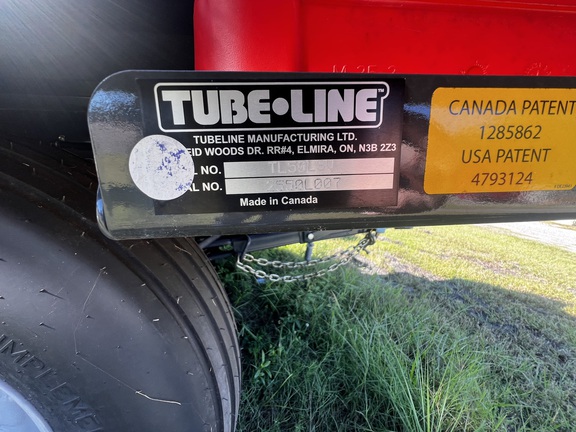 TUBE•LINE™
TUBELINE MANUFACTURING LTD.
EID WOODS DR. RR#4, ELMIRA, ON, N3B 2Z3
L NO.
AL NO.
Made in Canada
CANADA PATENT
1285862
USA PATENT
4793124